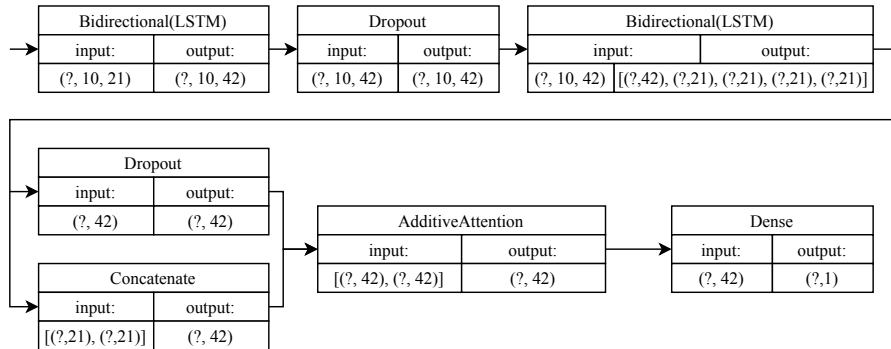 Bidirectional(LSTM)
input: output:
(?, 10, 21) (?, 10, 42)
Dropout
input: output:
(?, 10, 42) (?, 10, 42)
Bidirectional(LSTM)
input: output:
(?, 10, 42) [(?,42), (?,21), (?,21), (?,21), (?,21)]
Dropout
input: output:
(?, 42) (?, 42)
Concatenate
input: output:
[(?,21), (?,21)] (?, 42)
AdditiveAttention
input: output:
[(?, 42), (?, 42)] (?, 42)
Dense
input: output:
(?, 42) (?,1)